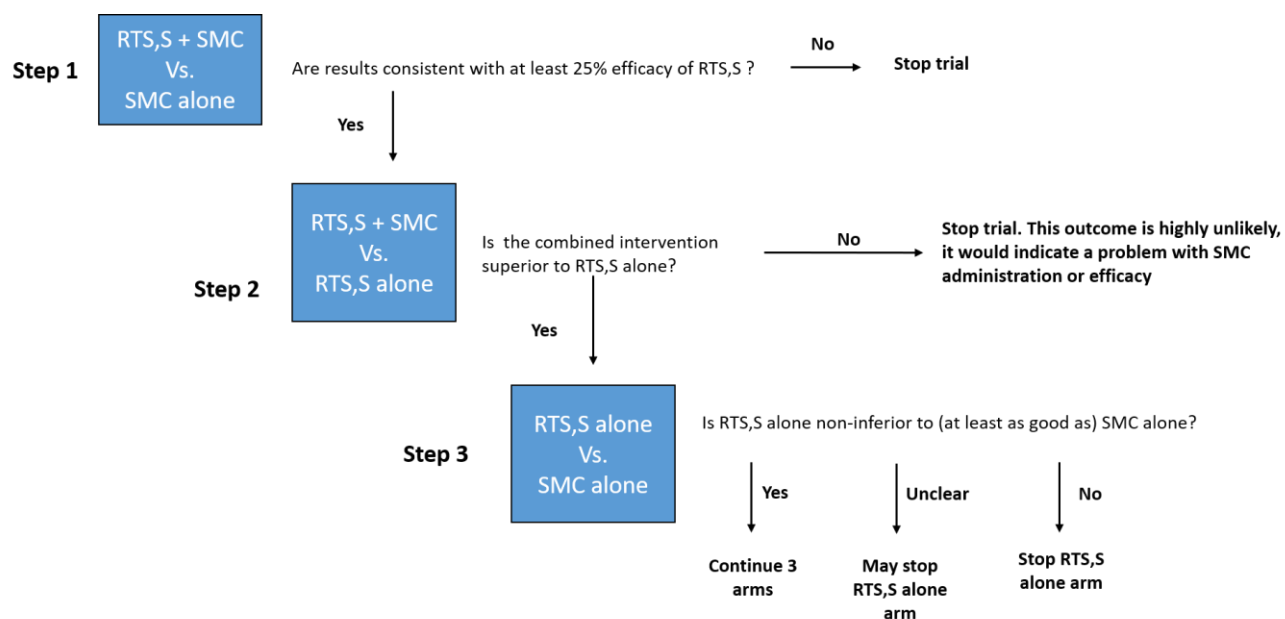 Step 1
RTS,S + SMC
Vs.
SMC alone
Are results consistent with at least 25% efficacy of RTS,S ?
No
Stop trial
Yes
Step 2
RTS,S + SMC
Vs.
RTS,S alone
Is  the combined intervention
superior to RTS,S alone?
No
Stop trial. This outcome is highly unlikely,
it would indicate a problem with SMC
administration or efficacy
Yes
Step 3
RTS,S alone
Vs.
SMC alone
Is RTS,S alone non-inferior to (at least as good as) SMC alone?
Yes
Unclear
No
Continue 3
arms
May stop
RTS,S alone
arm
Stop RTS,S
alone arm